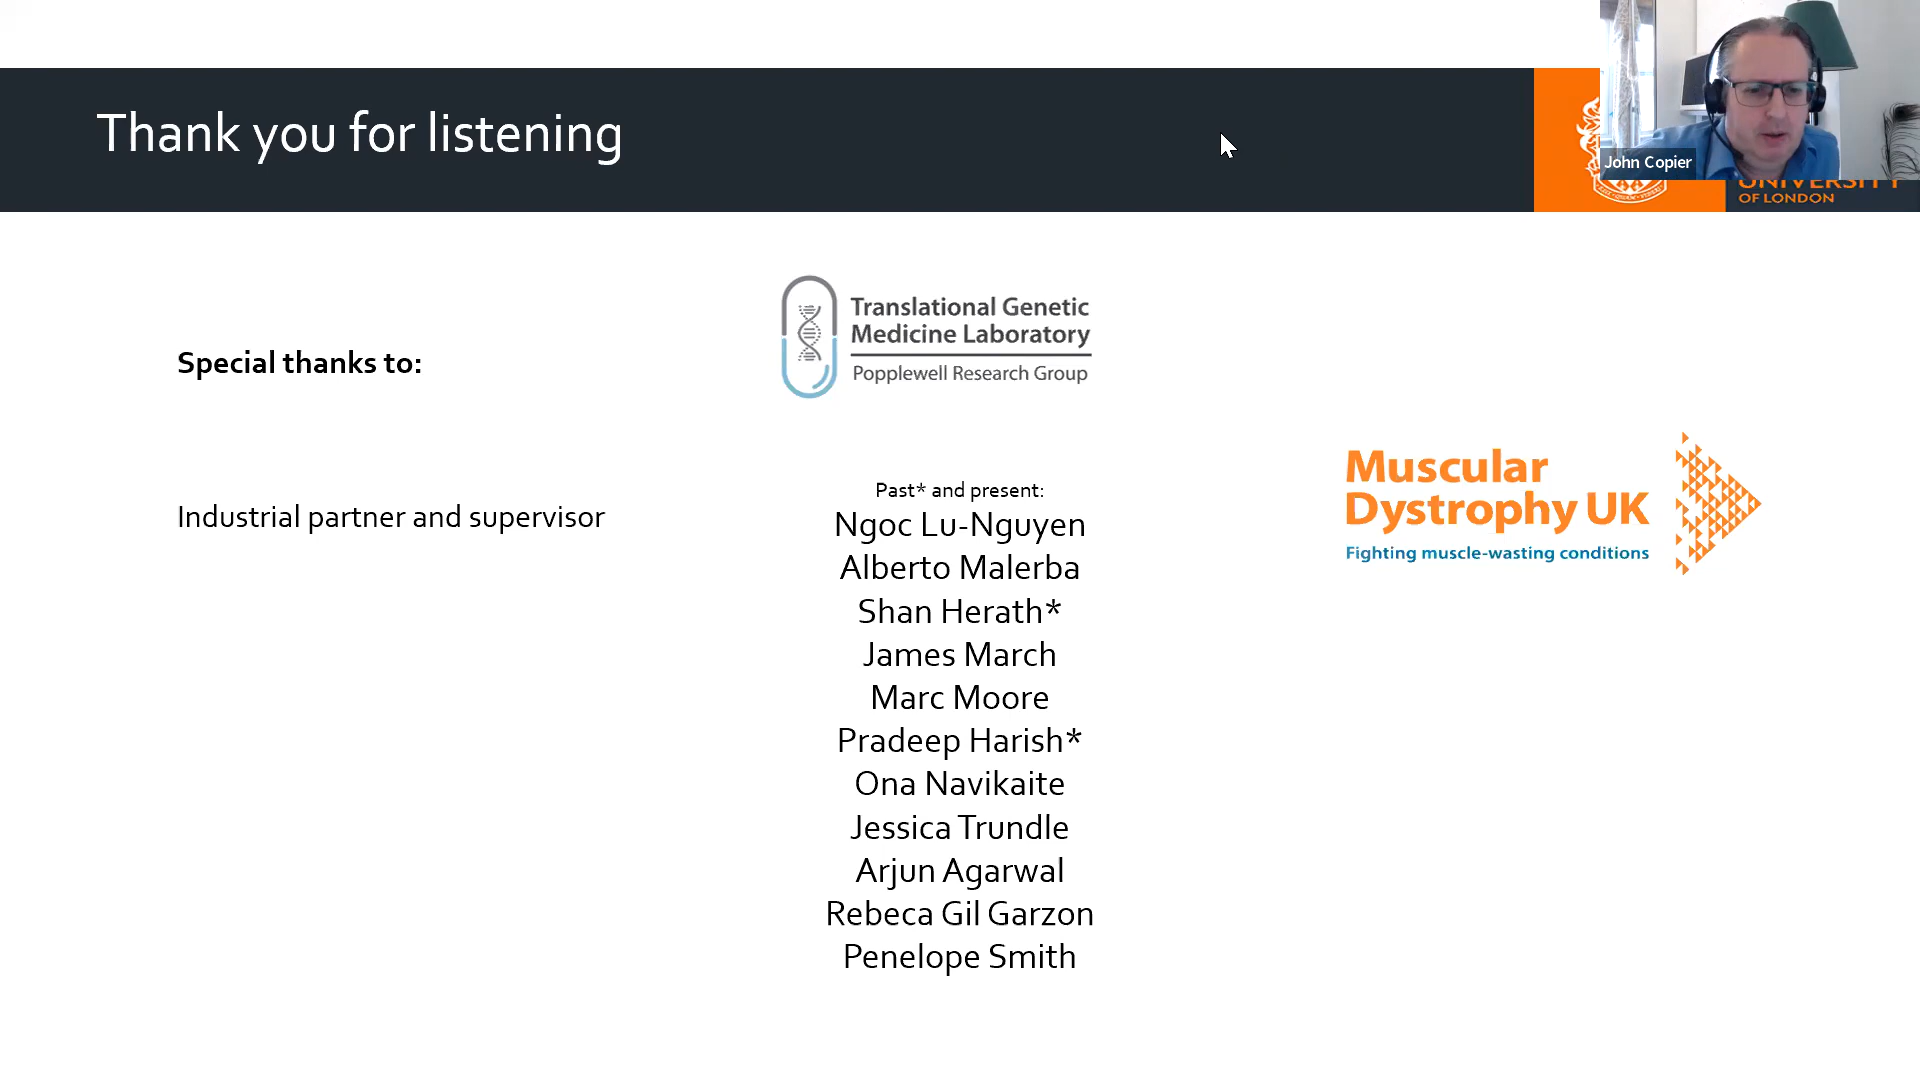 Thank you for listening
John Copier
UNIVERSITY
OF LONDON
Translational Genetic
Medicine Laboratory
Popplewell Research Group
Special thanks to:
Industrial partner and supervisor
Past* and present:
Ngoc Lu-Nguyen
Alberto Malerba
Shan Herath*
James March
Marc Moore
Pradeep Harish*
Ona Navikaite
Jessica Trundle
Arjun Agarwal
Rebeca Gil Garzon
Penelope Smith
Muscular
Dystrophy UK
Fighting muscle-wasting conditions